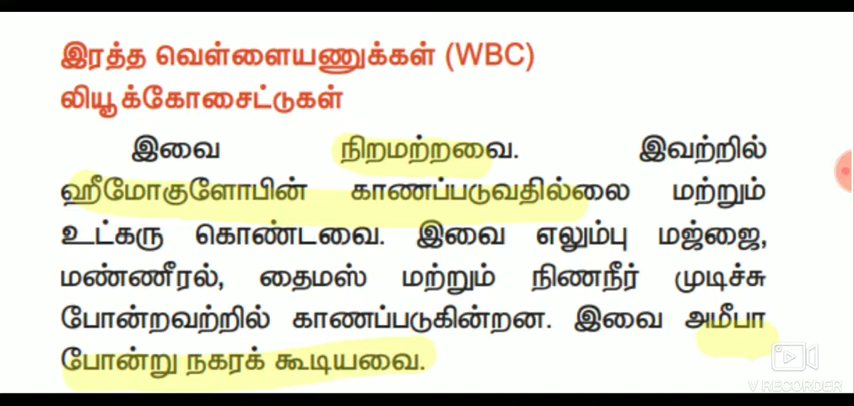 இரத்த வெள்ளையணுக்கள் (WBC)
லியூக்கோசைட்டுகள்
இவை நிறமற்றவை. இவற்றில்
ஹீமோகுளோபின் காணப்படுவதில்லை மற்றும்
உட்கரு கொண்டவை. இவை எலும்பு மஜ்ஜை,
மண்ணீரல், தைமஸ் மற்றும் நிணநீர் முடிச்சு
போன்றவற்றில் காணப்படுகின்றன. இவை அமீபா
போன்று நகரக் கூடியவை.
V RECORDER